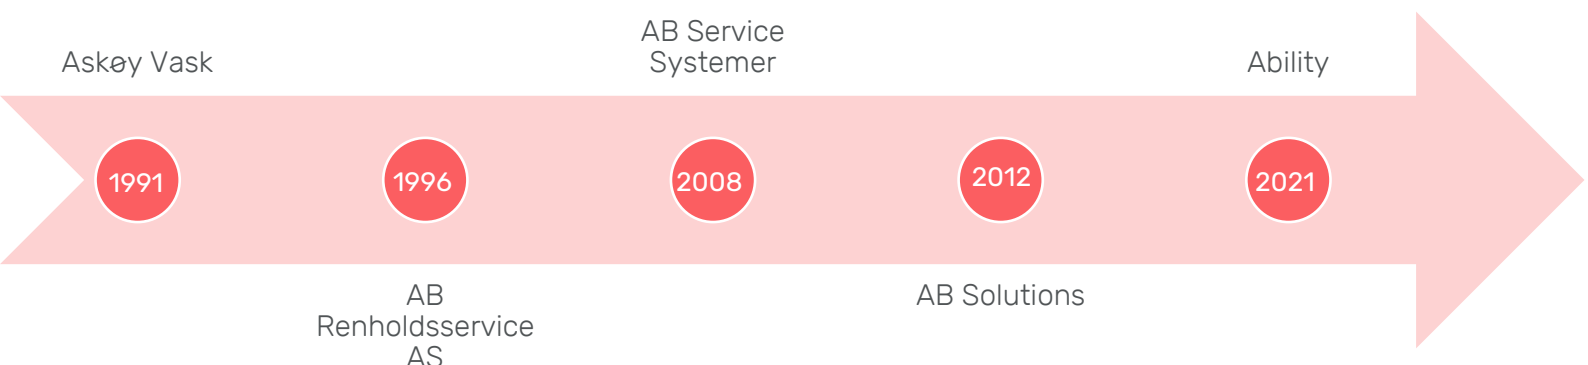 Askøy Vask
AB Service
Systemer
Ability
1991
1996
2008
2012
2021
AB
Renholdsservice
AS
AB Solutions